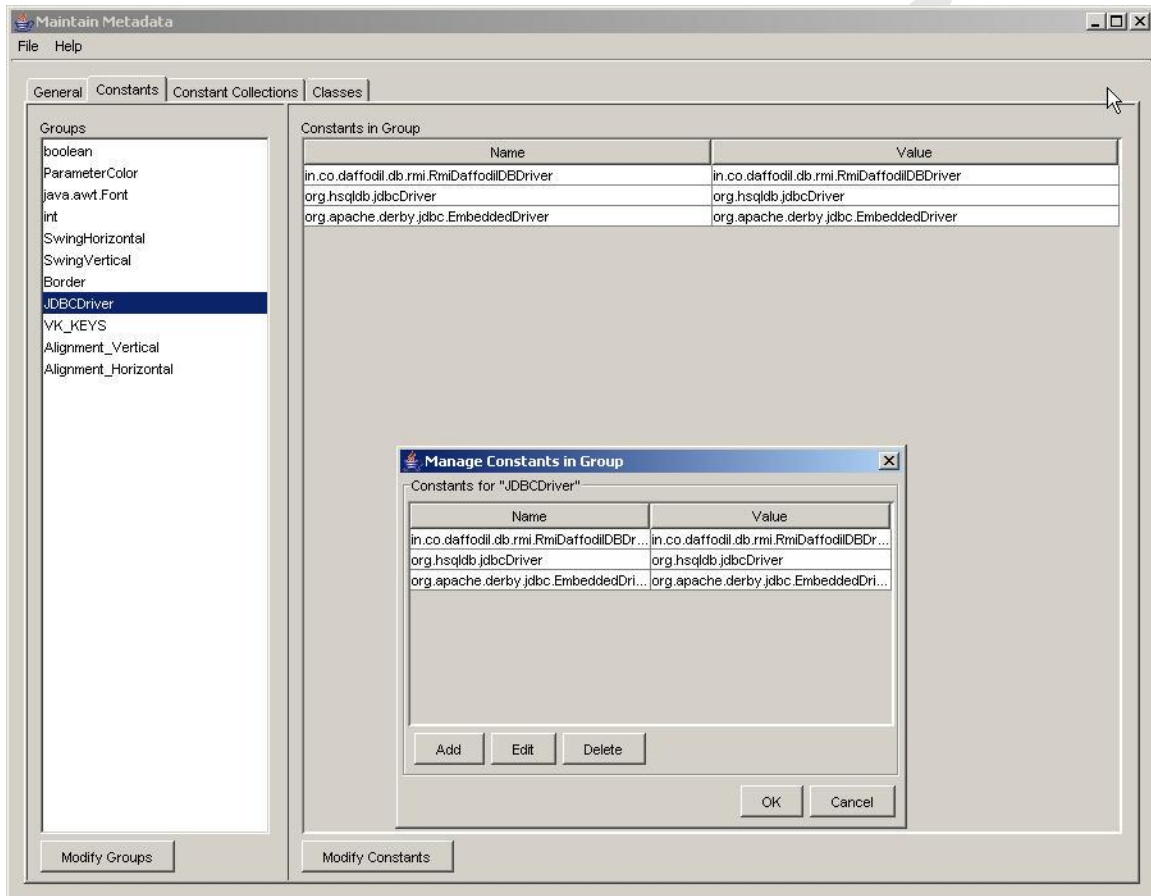 Maintain Metadata
File Help
General Constants Constant Collections Classes
Groups
boolean
ParameterColor
java.awt.Font
int
SwingHorizontal
SwingVertical
Border
JDBCDriver
VK_KEYS
Alignment_Vertical
Alignment_Horizontal
Modify Groups
Constants in Group
Name Value
in.co.daffodil.db.rmi.RmiDaffodilDBDriver in.co.daffodil.db.rmi.RmiDaffodilDBDriver
org.hsqldb.jdbcDriver org.hsqldb.jdbcDriver
org.apache.derby.jdbc.EmbeddedDriver org.apache.derby.jdbc.EmbeddedDriver
Modify Constants
Manage Constants in Group
Constants for "JDBCDriver"
Name Value
in.co.daffodil.db.rmi.RmiDaffodilDBDr... in.co.daffodil.db.rmi.RmiDaffodilDBDr...
org.hsqldb.jdbcDriver org.hsqldb.jdbcDriver
org.apache.derby.jdbc.EmbeddedDri... org.apache.derby.jdbc.EmbeddedDri...
Add Edit Delete
OK Cancel